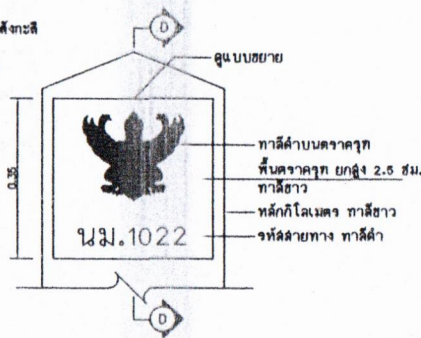 D
ดูแบบขยาย
ทาสีดำบนตราครุฑ
พื้นตราครุฑ ยกสูง 2.5 ซม.
ทาสีขาว
หลักกิโลเมตร ทาสีขาว
รหัสสายทาง ทาสีดำ
0.35
นม.1022
D